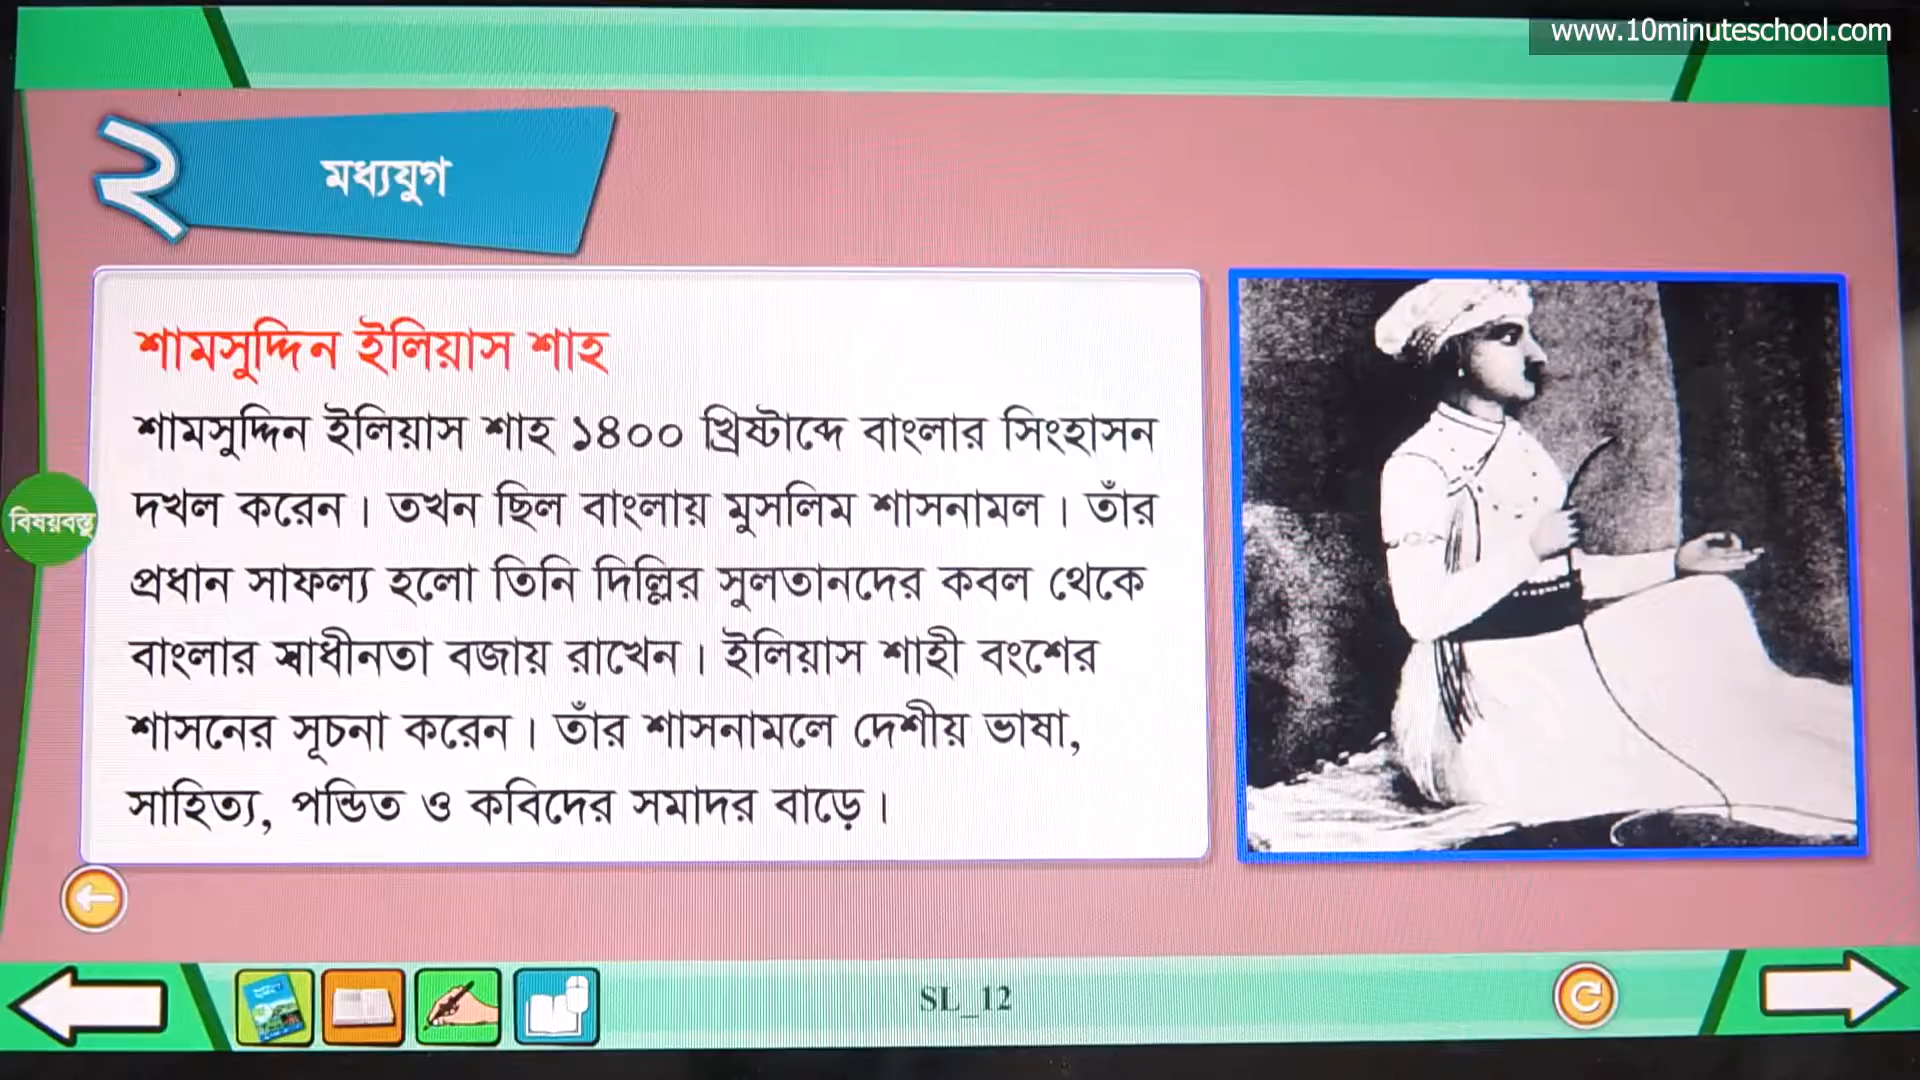 www.10minuteschool.com
২
মধ্যযুগ
শামসুদ্দিন ইলিয়াস শাহ
শামসুদ্দিন ইলিয়াস শাহ ১৪০০ খ্রিষ্টাব্দে বাংলার সিংহাসন
দখল করেন। তখন ছিল বাংলায় মুসলিম শাসনামল। তাঁর
প্রধান সাফল্য হলো তিনি দিল্লির সুলতানদের কবল থেকে
বাংলার স্বাধীনতা বজায় রাখেন। ইলিয়াস শাহী বংশের
শাসনের সূচনা করেন। তাঁর শাসনামলে দেশীয় ভাষা,
সাহিত্য, পন্ডিত ও কবিদের সমাদর বাড়ে।
বিষয়বস্তু
SL_12